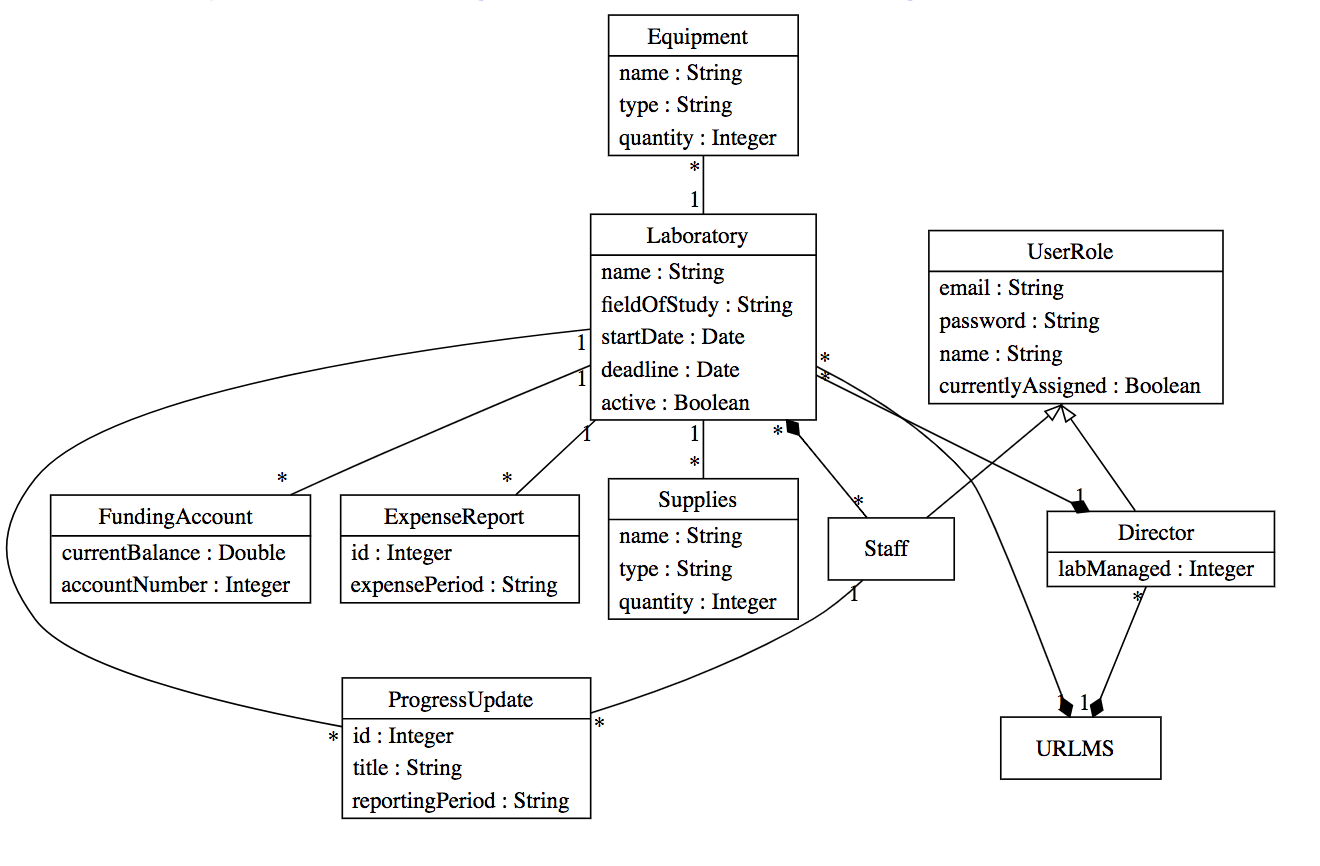 Equipment
name : String
type : String
quantity : Integer
*
1
Laboratory
name : String
fieldOfStudy : String
startDate : Date
deadline : Date
active : Boolean
UserRole
email : String
password : String
name : String
currentlyAssigned : Boolean
1
1
1
1
*
*
*
*
*
*
*
1
FundingAccount
currentBalance : Double
accountNumber : Integer
ExpenseReport
id : Integer
expensePeriod : String
Supplies
name : String
type : String
quantity : Integer
Staff
1
Director
labManaged : Integer
*
ProgressUpdate
id : Integer
title : String
reportingPeriod : String
*
*
1
1
URLMS